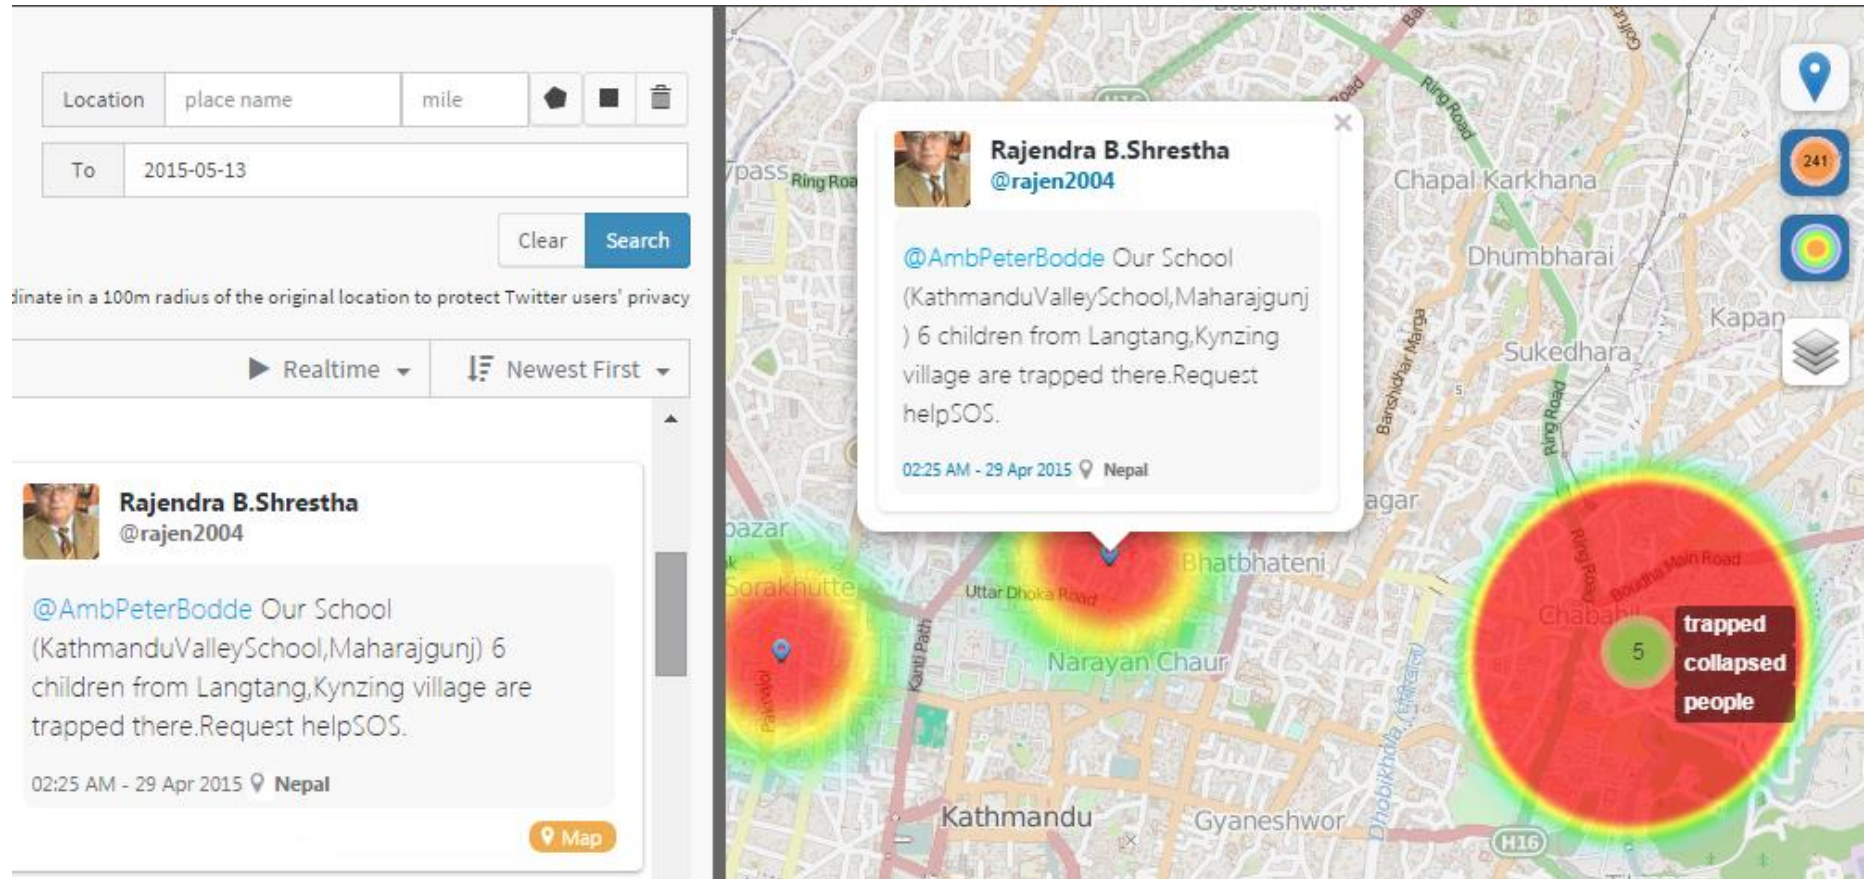 Location
place name
mile
To
2015-05-13
Clear
Search
dinate in a 100m radius of the original location to protect Twitter users' privacy
Realtime
Newest First
Rajendra B.Shrestha
@rajen2004
@AmbPeterBodde Our School
(KathmanduValleySchool,Maharajgunj) 6
children from Langtang,Kynzing village are
trapped there.Request helpSOS.
02:25 AM - 29 Apr 2015 Nepal
Map
Rajendra B.Shrestha
@rajen2004
@AmbPeterBodde Our School
(KathmanduValleySchool,Maharajgunj
) 6 children from Langtang,Kynzing
village are trapped there.Request
helpSOS.
02:25 AM - 29 Apr 2015 Nepal
241
Ring Road
Chapal Karkhana
Dhumbharai
Kapan
Sukedhara
Banshidhar Marga
Ring Road
bazar
Sorakhutte
Uttar Dhoka Road
Bhatbhateni
Kanti Path
Narayan Chaur
Ring Road
Boudha Main Road
Chabahil
5
trapped
collapsed
people
Kathmandu
Gyaneshwor
H16